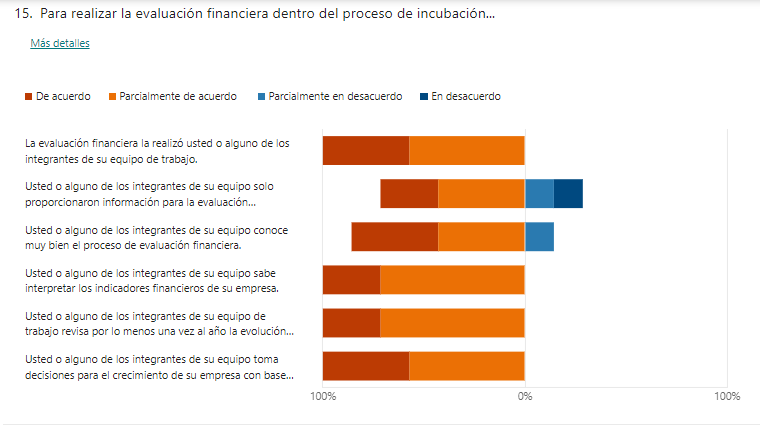 15. Para realizar la evaluación financiera dentro del proceso de incubación...
Más detalles
De acuerdo Parcialmente de acuerdo Parcialmente en desacuerdo En desacuerdo
La evaluación financiera la realizó usted o alguno de los
integrantes de su equipo de trabajo.
Usted o alguno de los integrantes de su equipo solo
proporcionaron información para la evaluación...
Usted o alguno de los integrantes de su equipo conoce
muy bien el proceso de evaluación financiera.
Usted o alguno de los integrantes de su equipo sabe
interpretar los indicadores financieros de su empresa.
Usted o alguno de los integrantes de su equipo de
trabajo revisa por lo menos una vez al año la evolución...
Usted o alguno de los integrantes de su equipo toma
decisiones para el crecimiento de su empresa con base...
100% 0% 100%